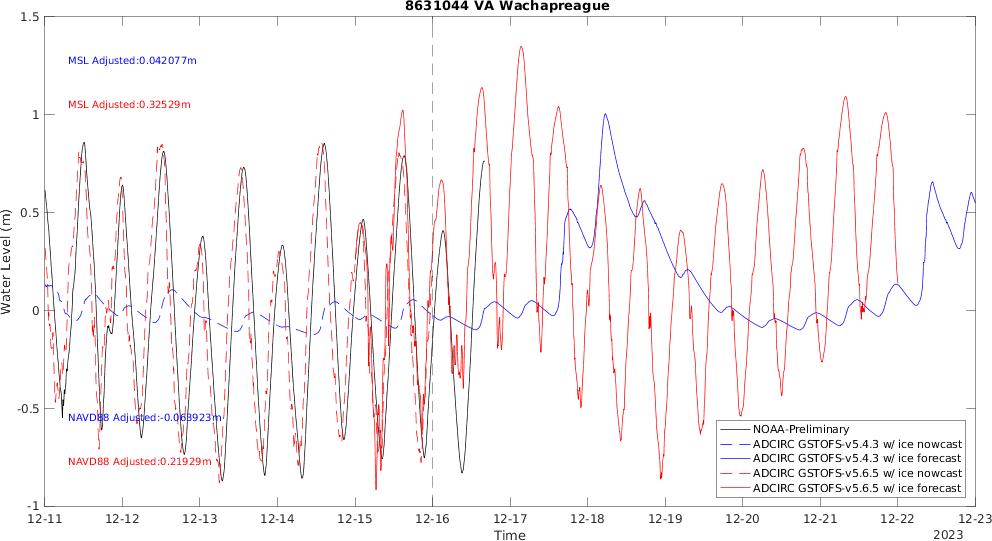 8631044 VA Wachapreague
1.5
1
0.5
0
-0.5
-1
Water Level (m)
MSL Adjusted:0.042077m
MSL Adjusted:0.32529m
NAVD88 Adjusted:-0.063923m
NAVD88 Adjusted:0.21929m
NOAA-Preliminary
ADCIRC GSTOFS-v5.4.3 w/ ice nowcast
ADCIRC GSTOFS-v5.4.3 w/ ice forecast
ADCIRC GSTOFS-v5.6.5 w/ ice nowcast
ADCIRC GSTOFS-v5.6.5 w/ ice forecast
12-11 12-12 12-13 12-14 12-15 12-16 12-17 12-18 12-19 12-20 12-21 12-22 12-23
Time
2023